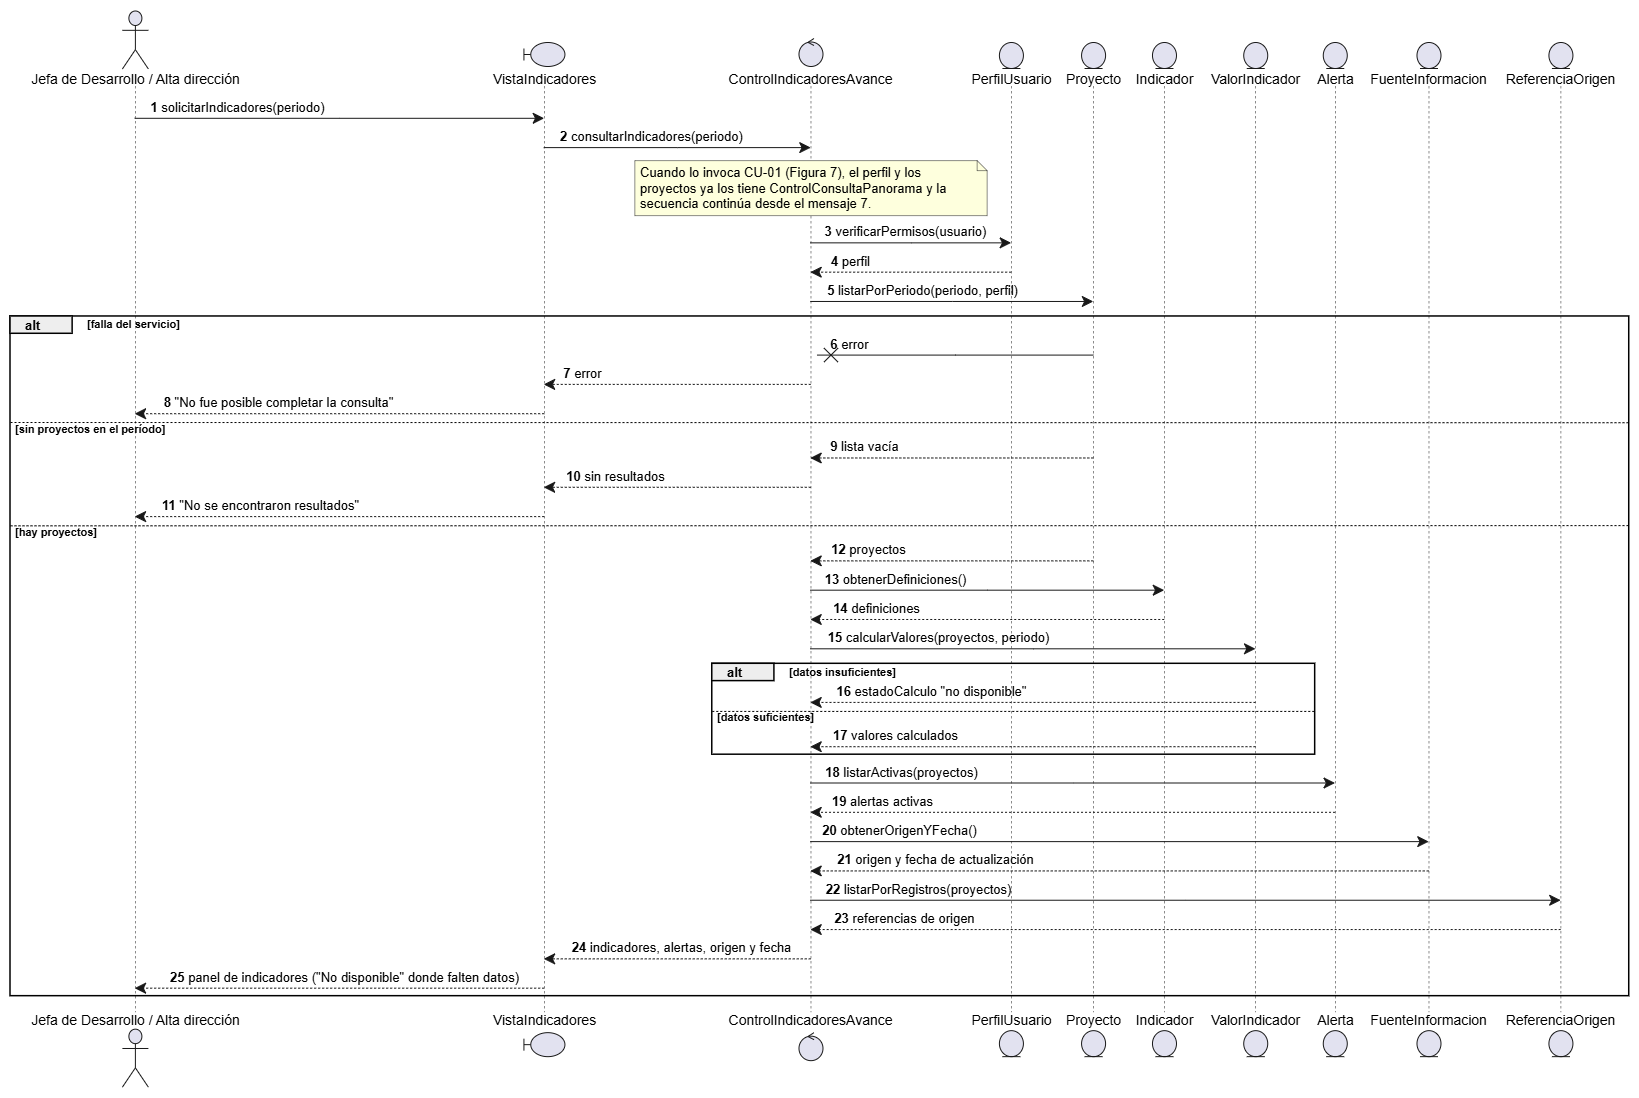 Jefa de Desarrollo / Alta dirección
VistaIndicadores
ControlIndicadoresAvance
PerfilUsuario
Proyecto
Indicador
ValorIndicador
Alerta
FuenteInformacion
ReferenciaOrigen
1 solicitarIndicadores(periodo)
2 consultarIndicadores(periodo)
Cuando lo invoca CU-01 (Figura 7), el perfil y los
proyectos ya los tiene ControlConsultaPanorama y la
secuencia continúa desde el mensaje 7.
3 verificarPermisos(usuario)
4 perfil
5 listarPorPeriodo(periodo, perfil)
alt [falla del servicio]
6 error
7 error
8 "No fue posible completar la consulta"
[sin proyectos en el período]
9 lista vacía
10 sin resultados
11 "No se encontraron resultados"
[hay proyectos]
12 proyectos
13 obtenerDefiniciones()
14 definiciones
15 calcularValores(proyectos, periodo)
alt [datos insuficientes]
16 estadoCalculo "no disponible"
[datos suficientes]
17 valores calculados
18 listarActivas(proyectos)
19 alertas activas
20 obtenerOrigenYFecha()
21 origen y fecha de actualización
22 listarPorRegistros(proyectos)
23 referencias de origen
24 indicadores, alertas, origen y fecha
25 panel de indicadores ("No disponible" donde falten datos)
Jefa de Desarrollo / Alta dirección
VistaIndicadores
ControlIndicadoresAvance
PerfilUsuario
Proyecto
Indicador
ValorIndicador
Alerta
FuenteInformacion
ReferenciaOrigen